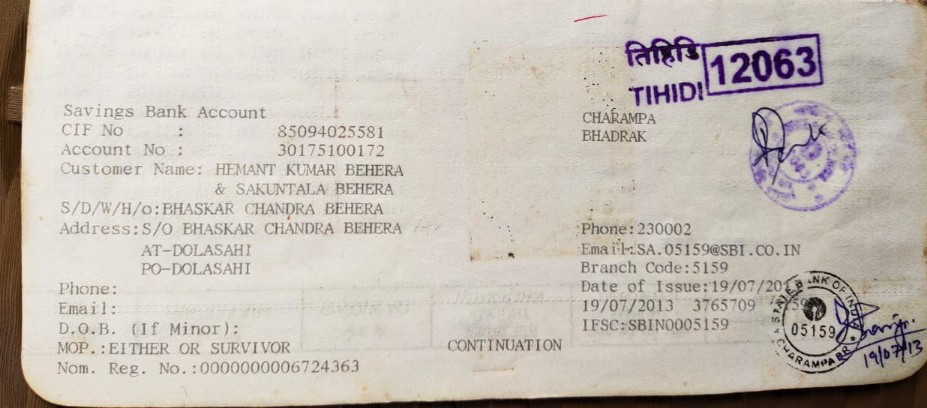 तिहिडि
TIHIDI
12063
Savings Bank Account
CIF No : 85094025581
Account No : 30175100172
Customer Name: HEMANT KUMAR BEHERA
& SAKUNTALA BEHERA
S/D/W/H/o:BHASKAR CHANDRA BEHERA
Address:S/O BHASKAR CHANDRA BEHERA
AT-DOLASAHI
PO-DOLASAHI
Phone:
Email:
D.O.B. (If Minor):
MOP.:EITHER OR SURVIVOR
Nom. Reg. No.:0000000006724363
CONTINUATION
CHARAMPA
BHADRAK
Phone:230002
Email:SA.05159@SBI.CO.IN
Branch Code:5159
Date of Issue:19/07/20
19/07/2013 3765709
IFSC:SBIN0005159
STATE BANK OF INDIA
05159
CHARAMPA BR
19/07/13